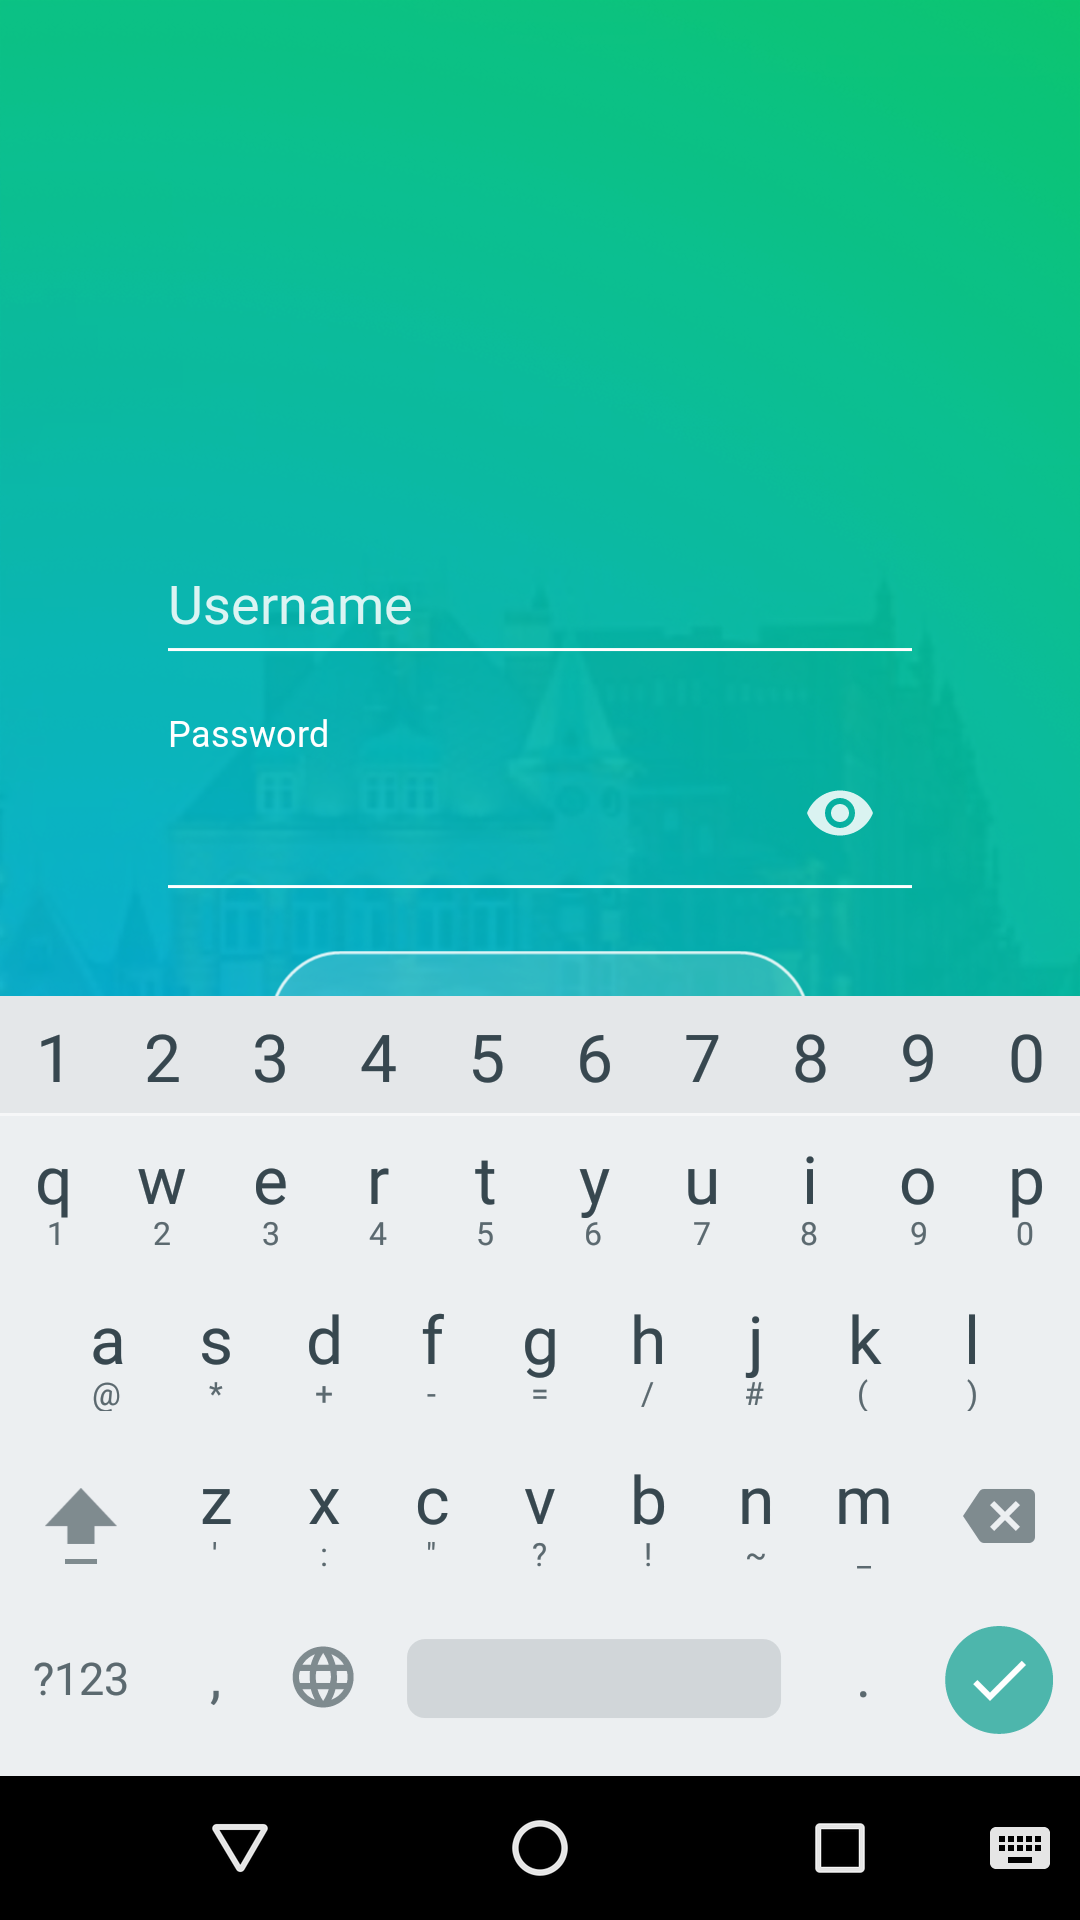 Username
Password
1 2 3 4 5 6 7 8 9 0
q w e r t y u i o p
1 2 3 4 5 6 7 8 9 0
a s d f g h j k l
@ * + - = / # ( )
z x c v b n m
' : " ? ! ~ _
?123 , .